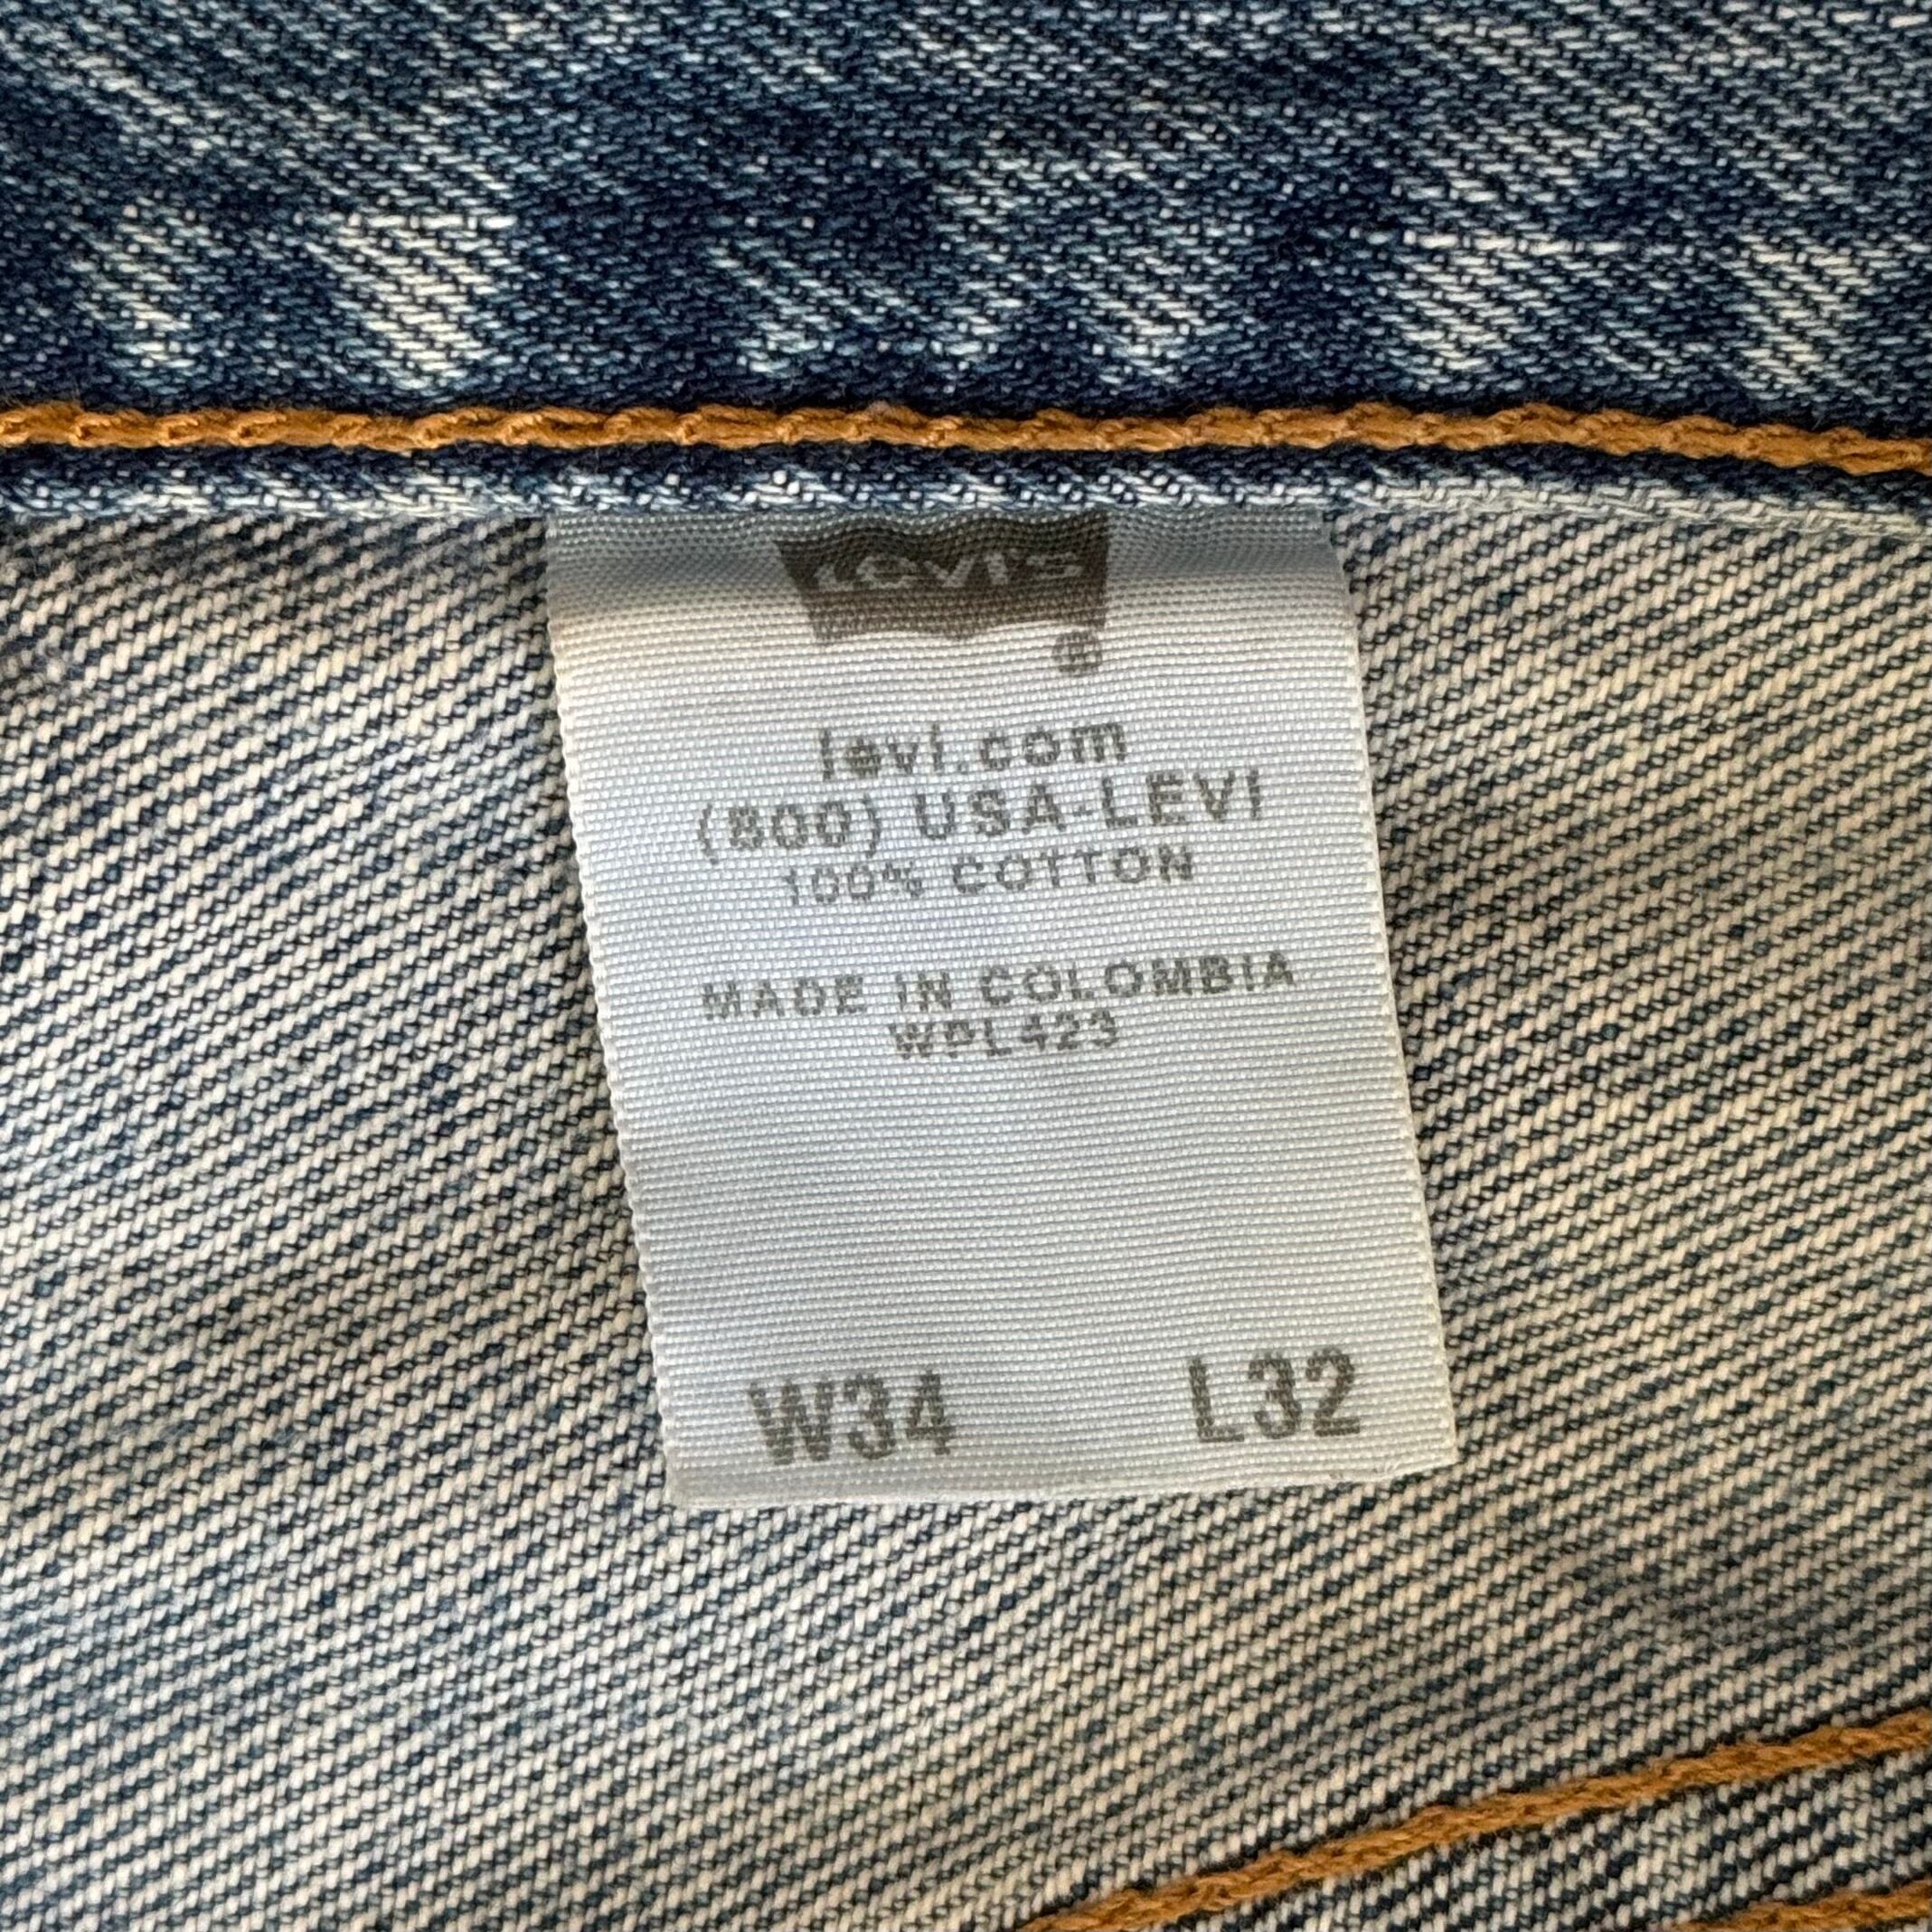 LEVI'S
®
levi.com
(800) USA-LEVI
100% COTTON
MADE IN COLOMBIA
WPL423
W34 L32